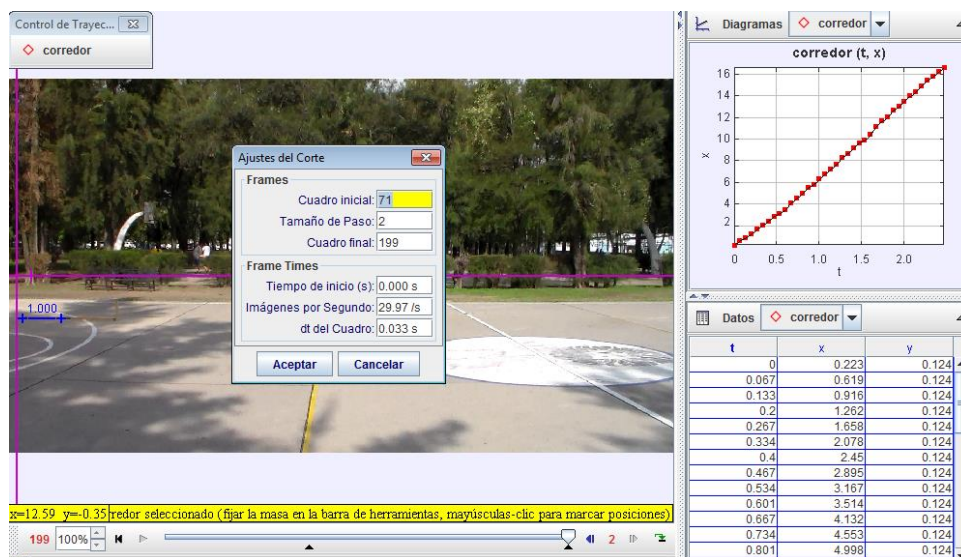 Control de Trayec...
corredor
Diagramas corredor
corredor (t, x)
16
14
12
10
8
6
4
2
x
0 0.5 1.0 1.5 2.0
t
Ajustes del Corte
Frames
Cuadro inicial: 71
Tamaño de Paso: 2
Cuadro final: 199
Frame Times
Tiempo de inicio (s): 0.000 s
Imágenes por Segundo: 29.97 /s
dt del Cuadro: 0.033 s
Aceptar Cancelar
1.000
Datos corredor
t x y
0 0.223 0.124
0.067 0.619 0.124
0.133 0.916 0.124
0.2 1.262 0.124
0.267 1.658 0.124
0.334 2.078 0.124
0.4 2.45 0.124
0.467 2.895 0.124
0.534 3.167 0.124
0.601 3.514 0.124
0.667 4.132 0.124
0.734 4.553 0.124
0.801 4.998 0.124
x=12.59 y=-0.35 rredor seleccionado (fijar la masa en la barra de herramientas, mayúsculas-clic para marcar posiciones)
199 100% 2